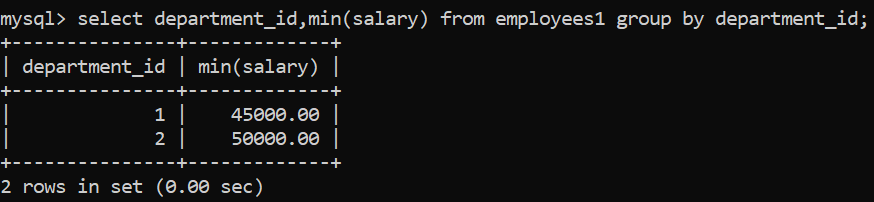 mysql> select department_id,min(salary) from employees1 group by department_id;
+---------------+-------------+
| department_id | min(salary) |
+---------------+-------------+
|             1 |    45000.00 |
|             2 |    50000.00 |
+---------------+-------------+
2 rows in set (0.00 sec)